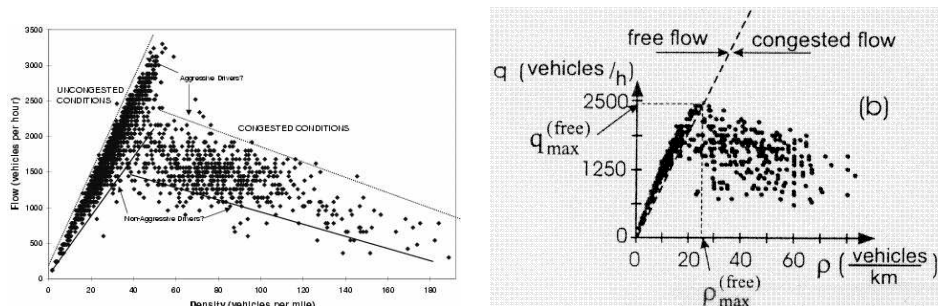 3500
3000
2500
2000
1500
1000
500
0
Flow (vehicles per hour)
UNCONGESTED
CONDITIONS
Aggressive Drivers?
CONGESTED CONDITIONS
Non-Aggressive Drivers?
0 20 40 60 80 100 120 140 160 180
Density (vehicles per mile)
free flow congested flow
q (vehicles/h)
(b)
2500
q max (free)
1250
0
0 20 40 60 ρ (vehicles/km)
ρ max (free)